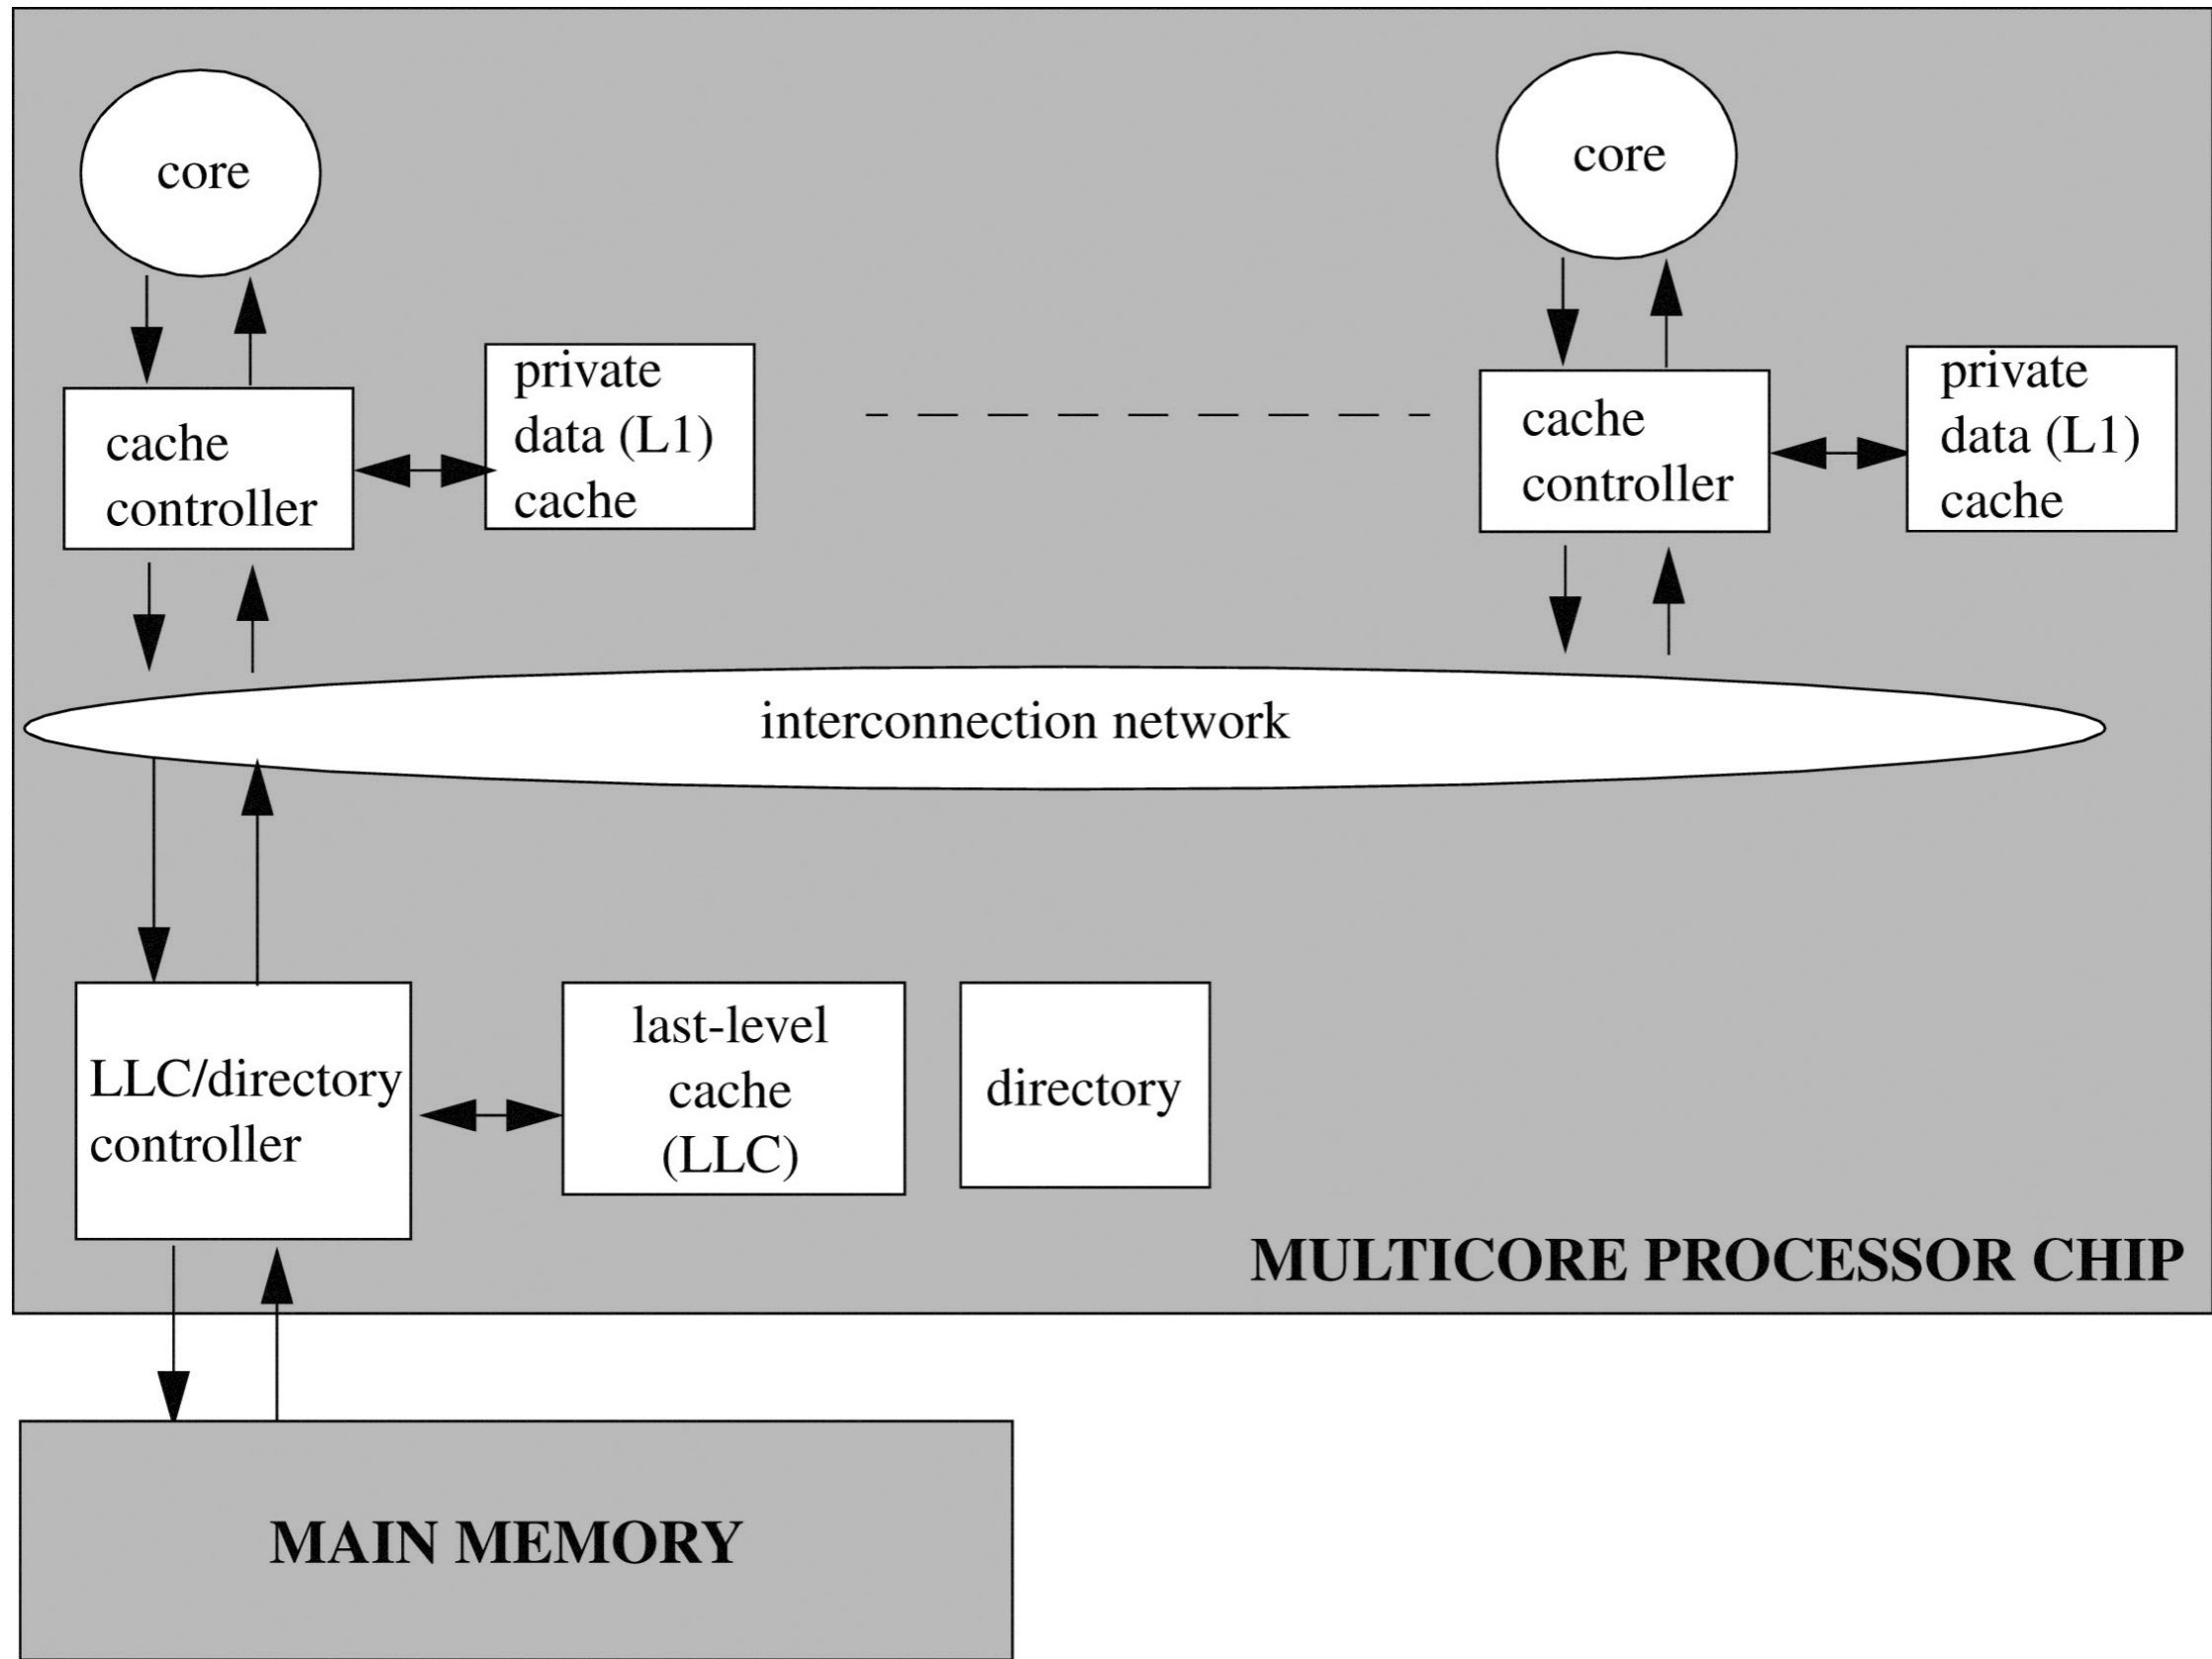 core
core
cache
controller
private
data (L1)
cache
cache
controller
private
data (L1)
cache
interconnection network
LLC/directory
controller
last-level
cache
(LLC)
directory
MULTICORE PROCESSOR CHIP
MAIN MEMORY